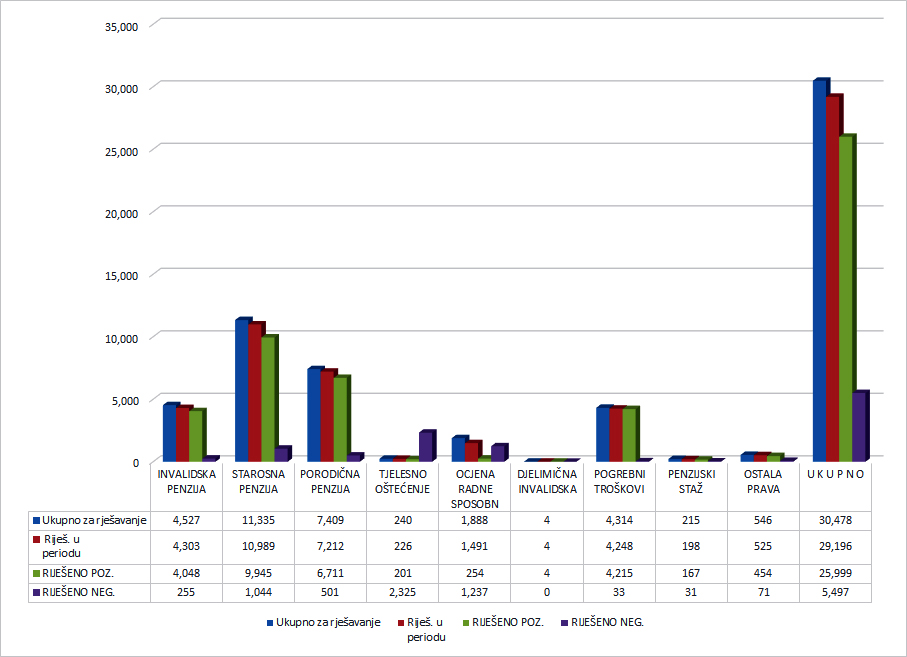 35,000
30,000
25,000
20,000
15,000
10,000
5,000
0
INVALIDSKA PENZIJA STAROSNA PENZIJA PORODIČNA PENZIJA TJELESNO OŠTEĆENJE OCJENA RADNE SPOSOBN DJELIMIČNA INVALIDSKA POGREBNI TROŠKOVI PENZIJSKI STAŽ OSTALA PRAVA U K U P N O
Ukupno za rješavanje 4,527 11,335 7,409 240 1,888 4 4,314 215 546 30,478
Riješ. u periodu 4,303 10,989 7,212 226 1,491 4 4,248 198 525 29,196
RIJEŠENO POZ. 4,048 9,945 6,711 201 254 4 4,215 167 454 25,999
RIJEŠENO NEG. 255 1,044 501 2,325 1,237 0 33 31 71 5,497
Ukupno za rješavanje Riješ. u periodu RIJEŠENO POZ. RIJEŠENO NEG.